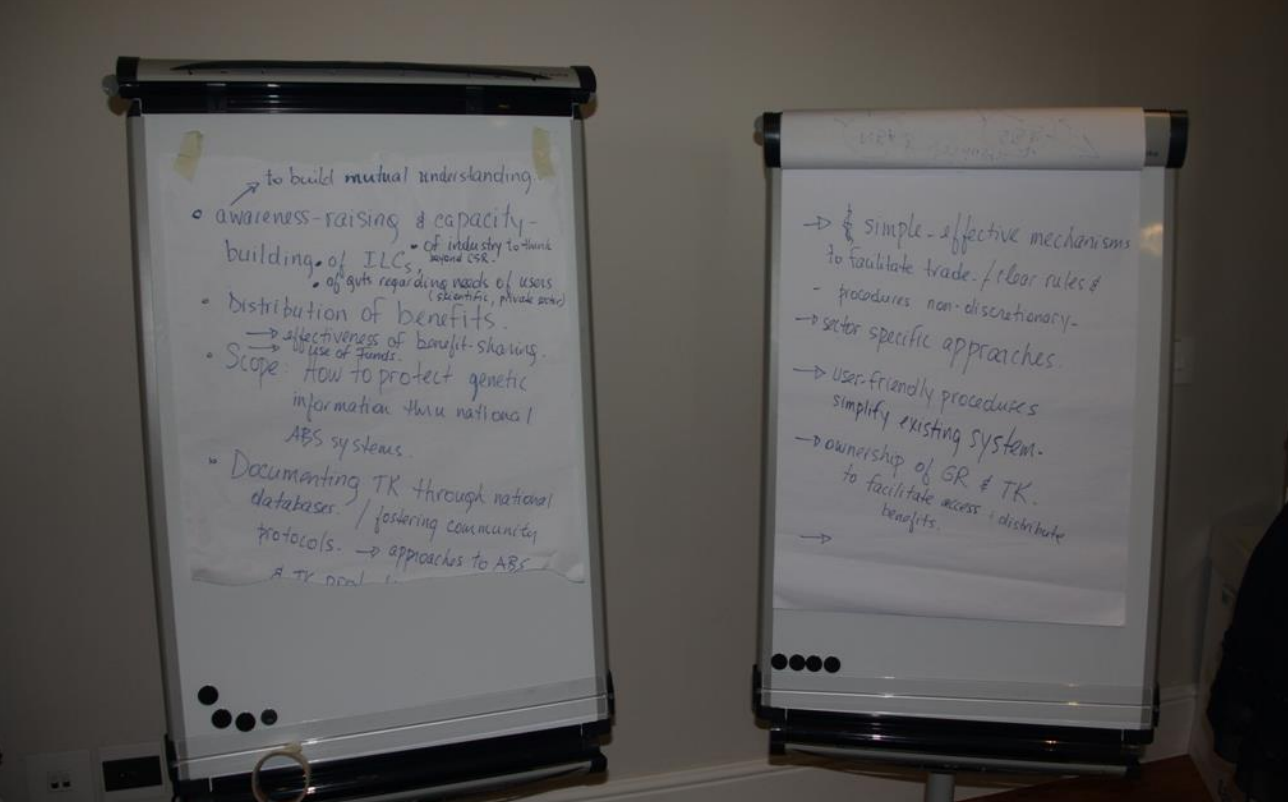 to build mutual understanding.
• awareness-raising & capacity-
building • of ILCs, • of industry to think
beyond CSR.
• of gvts regarding needs of users
(scientific, private sector)
• Distribution of benefits.
→ effectiveness of benefit-sharing.
→ use of Funds.
• Scope: How to protect genetic
information thru national
ABS systems.
• Documenting TK through national
databases. / fostering community
protocols. → approaches to ABS
& TK
→ simple-effective mechanisms
to facilitate trade. / clear rules &
- procedures non-discretionary-
→ sector specific approaches.
→ user-friendly procedures
simplify existing system.
→ ownership of GR & TK.
to facilitate access, distribute
benefits.
→